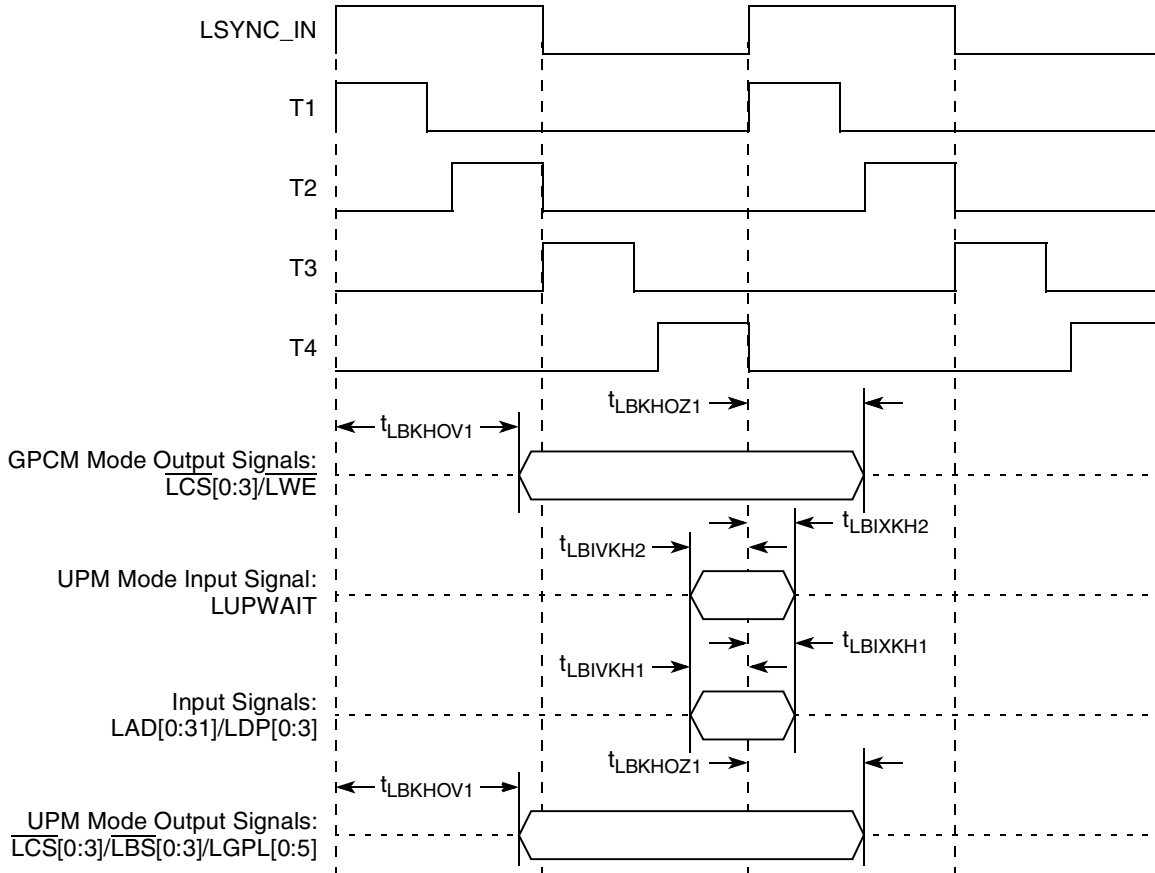 LSYNC_IN
T1
T2
T3
T4
tLBKHOZ1
tLBKHOV1
GPCM Mode Output Signals:
LCS[0:3]/LWE
tLBIXKH2
tLBIVKH2
UPM Mode Input Signal:
LUPWAIT
tLBIXKH1
tLBIVKH1
Input Signals:
LAD[0:31]/LDP[0:3]
tLBKHOZ1
tLBKHOV1
UPM Mode Output Signals:
LCS[0:3]/LBS[0:3]/LGPL[0:5]